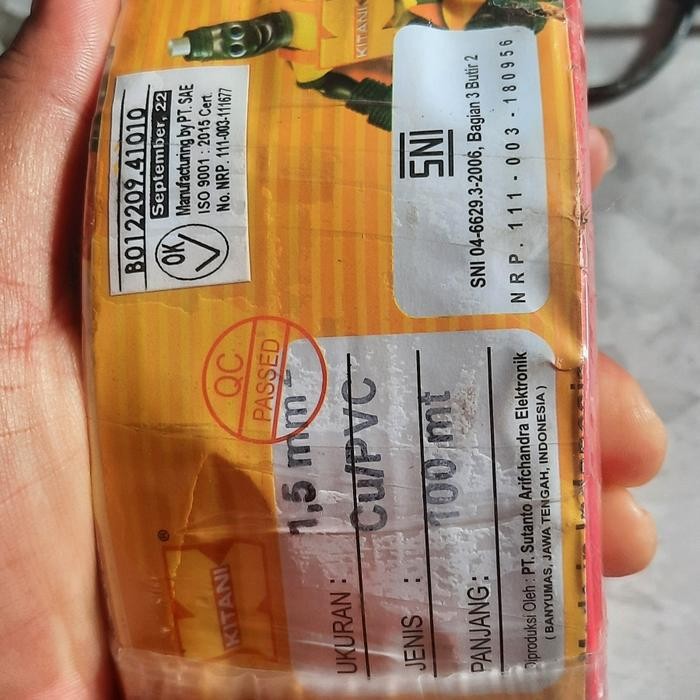 B012209.41010
September, 22
OK
Manufacturing by PT. SAE
ISO 9001 : 2015 Cert.
No. NRP. 111-003-111677
KITANI
SNI
SNI 04-6629.3-2006, Bagian 3 Butir 2
NRP. 111-003-180956
QC
PASSED
KITANI ®
UKURAN : 1,5 mm²
JENIS : Cu/PVC
PANJANG : 100 mt
Diproduksi Oleh : PT. Sutanto Arifchandra Elektronik
( BANYUMAS, JAWA TENGAH, INDONESIA )